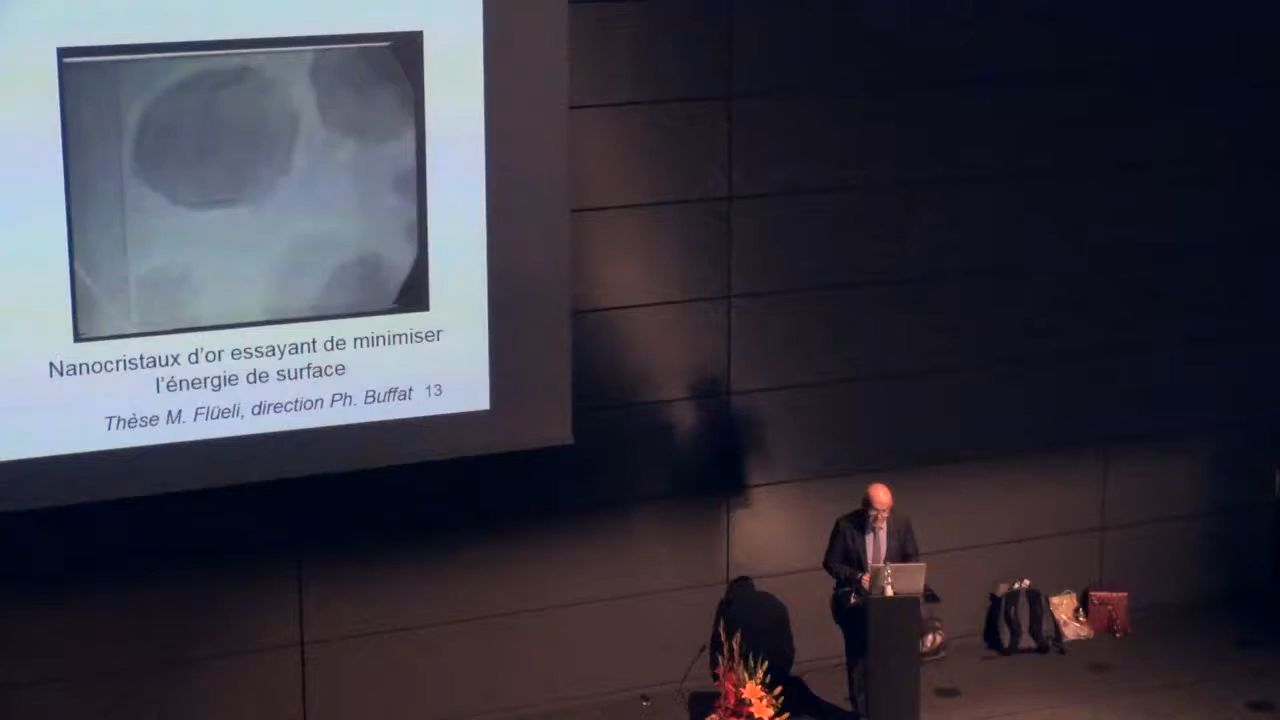 Nanocristaux d'or essayant de minimiser
l'énergie de surface
Thèse M. Flüeli, direction Ph. Buffat 13